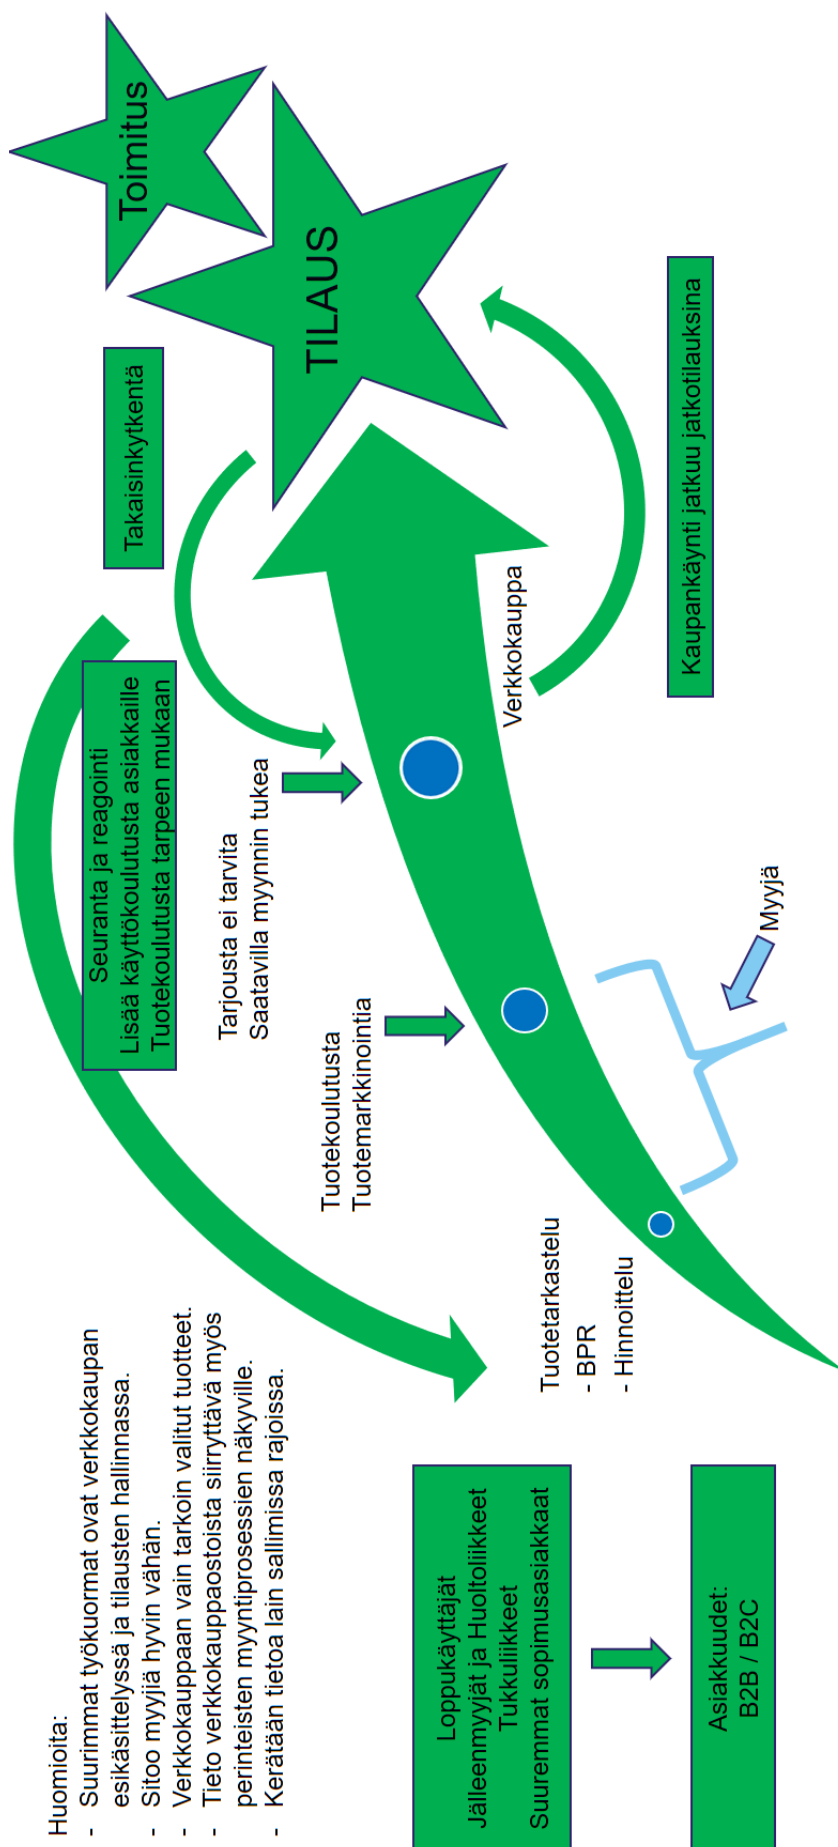 Huomioita:
- Suurimmat työkuormat ovat verkkokaupan
esikäsittelyssä ja tilausten hallinnassa.
- Sitoo myyjiä hyvin vähän.
- Verkkokauppaan vain tarkoin valitut tuotteet.
- Tieto verkkokauppaostoista siirryttävä myös
perinteisten myyntiprosessien näkyville.
- Kerätään tietoa lain sallimissa rajoissa.
Loppukäyttäjät
Jälleenmyyjät ja Huoltoliikkeet
Tukkuliikkeet
Suuremmat sopimusasiakkaat
Asiakkuudet:
B2B / B2C
Tuotetarkastelu
- BPR
- Hinnoittelu
Myyjä
Tuotekoulutusta
Tuotemarkkinointia
Tarjousta ei tarvita
Saatavilla myynnin tukea
Seuranta ja reagointi
Lisää käyttökoulutusta asiakkaille
Tuotekoulutusta tarpeen mukaan
Verkkokauppa
Takaisinkytkentä
Kaupankäynti jatkuu jatkotilauksina
TILAUS
Toimitus